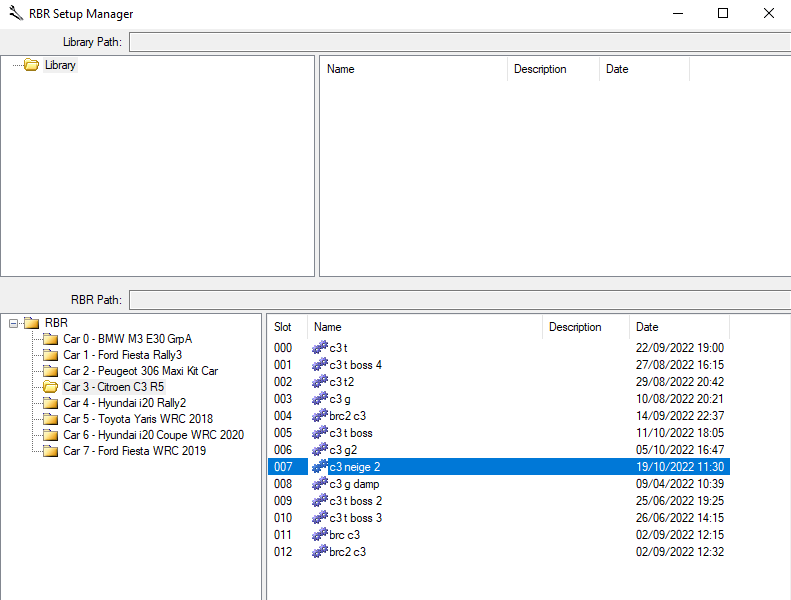 RBR Setup Manager
Library Path:
Library
Name Description Date
RBR Path:
RBR
Car 0 - BMW M3 E30 GrpA
Car 1 - Ford Fiesta Rally3
Car 2 - Peugeot 306 Maxi Kit Car
Car 3 - Citroen C3 R5
Car 4 - Hyundai i20 Rally2
Car 5 - Toyota Yaris WRC 2018
Car 6 - Hyundai i20 Coupe WRC 2020
Car 7 - Ford Fiesta WRC 2019
Slot Name Description Date
000 c3 t 22/09/2022 19:00
001 c3 t boss 4 27/08/2022 16:15
002 c3 t2 29/08/2022 20:42
003 c3 g 10/08/2022 20:21
004 brc2 c3 14/09/2022 22:37
005 c3 t boss 11/10/2022 18:05
006 c3 g2 05/10/2022 16:47
007 c3 neige 2 19/10/2022 11:30
008 c3 g damp 09/04/2022 10:39
009 c3 t boss 2 25/06/2022 19:25
010 c3 t boss 3 26/06/2022 14:15
011 brc c3 02/09/2022 12:15
012 brc2 c3 02/09/2022 12:32